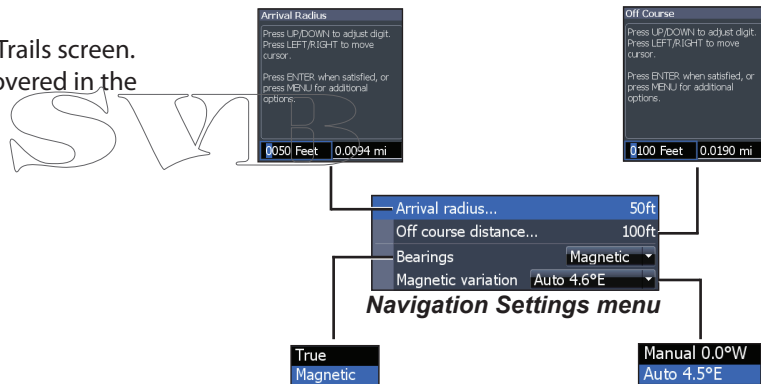 Trails screen.
overed in the
SVB
Arrival Radius
Press UP/DOWN to adjust digit.
Press LEFT/RIGHT to move
cursor.
Press ENTER when satisfied, or
press MENU for additional
options.
0050 Feet 0.0094 mi
Off Course
Press UP/DOWN to adjust digit.
Press LEFT/RIGHT to move
cursor.
Press ENTER when satisfied, or
press MENU for additional
options.
0100 Feet 0.0190 mi
Arrival radius... 50ft
Off course distance... 100ft
Bearings Magnetic
Magnetic variation Auto 4.6°E
Navigation Settings menu
True
Magnetic
Manual 0.0°W
Auto 4.5°E